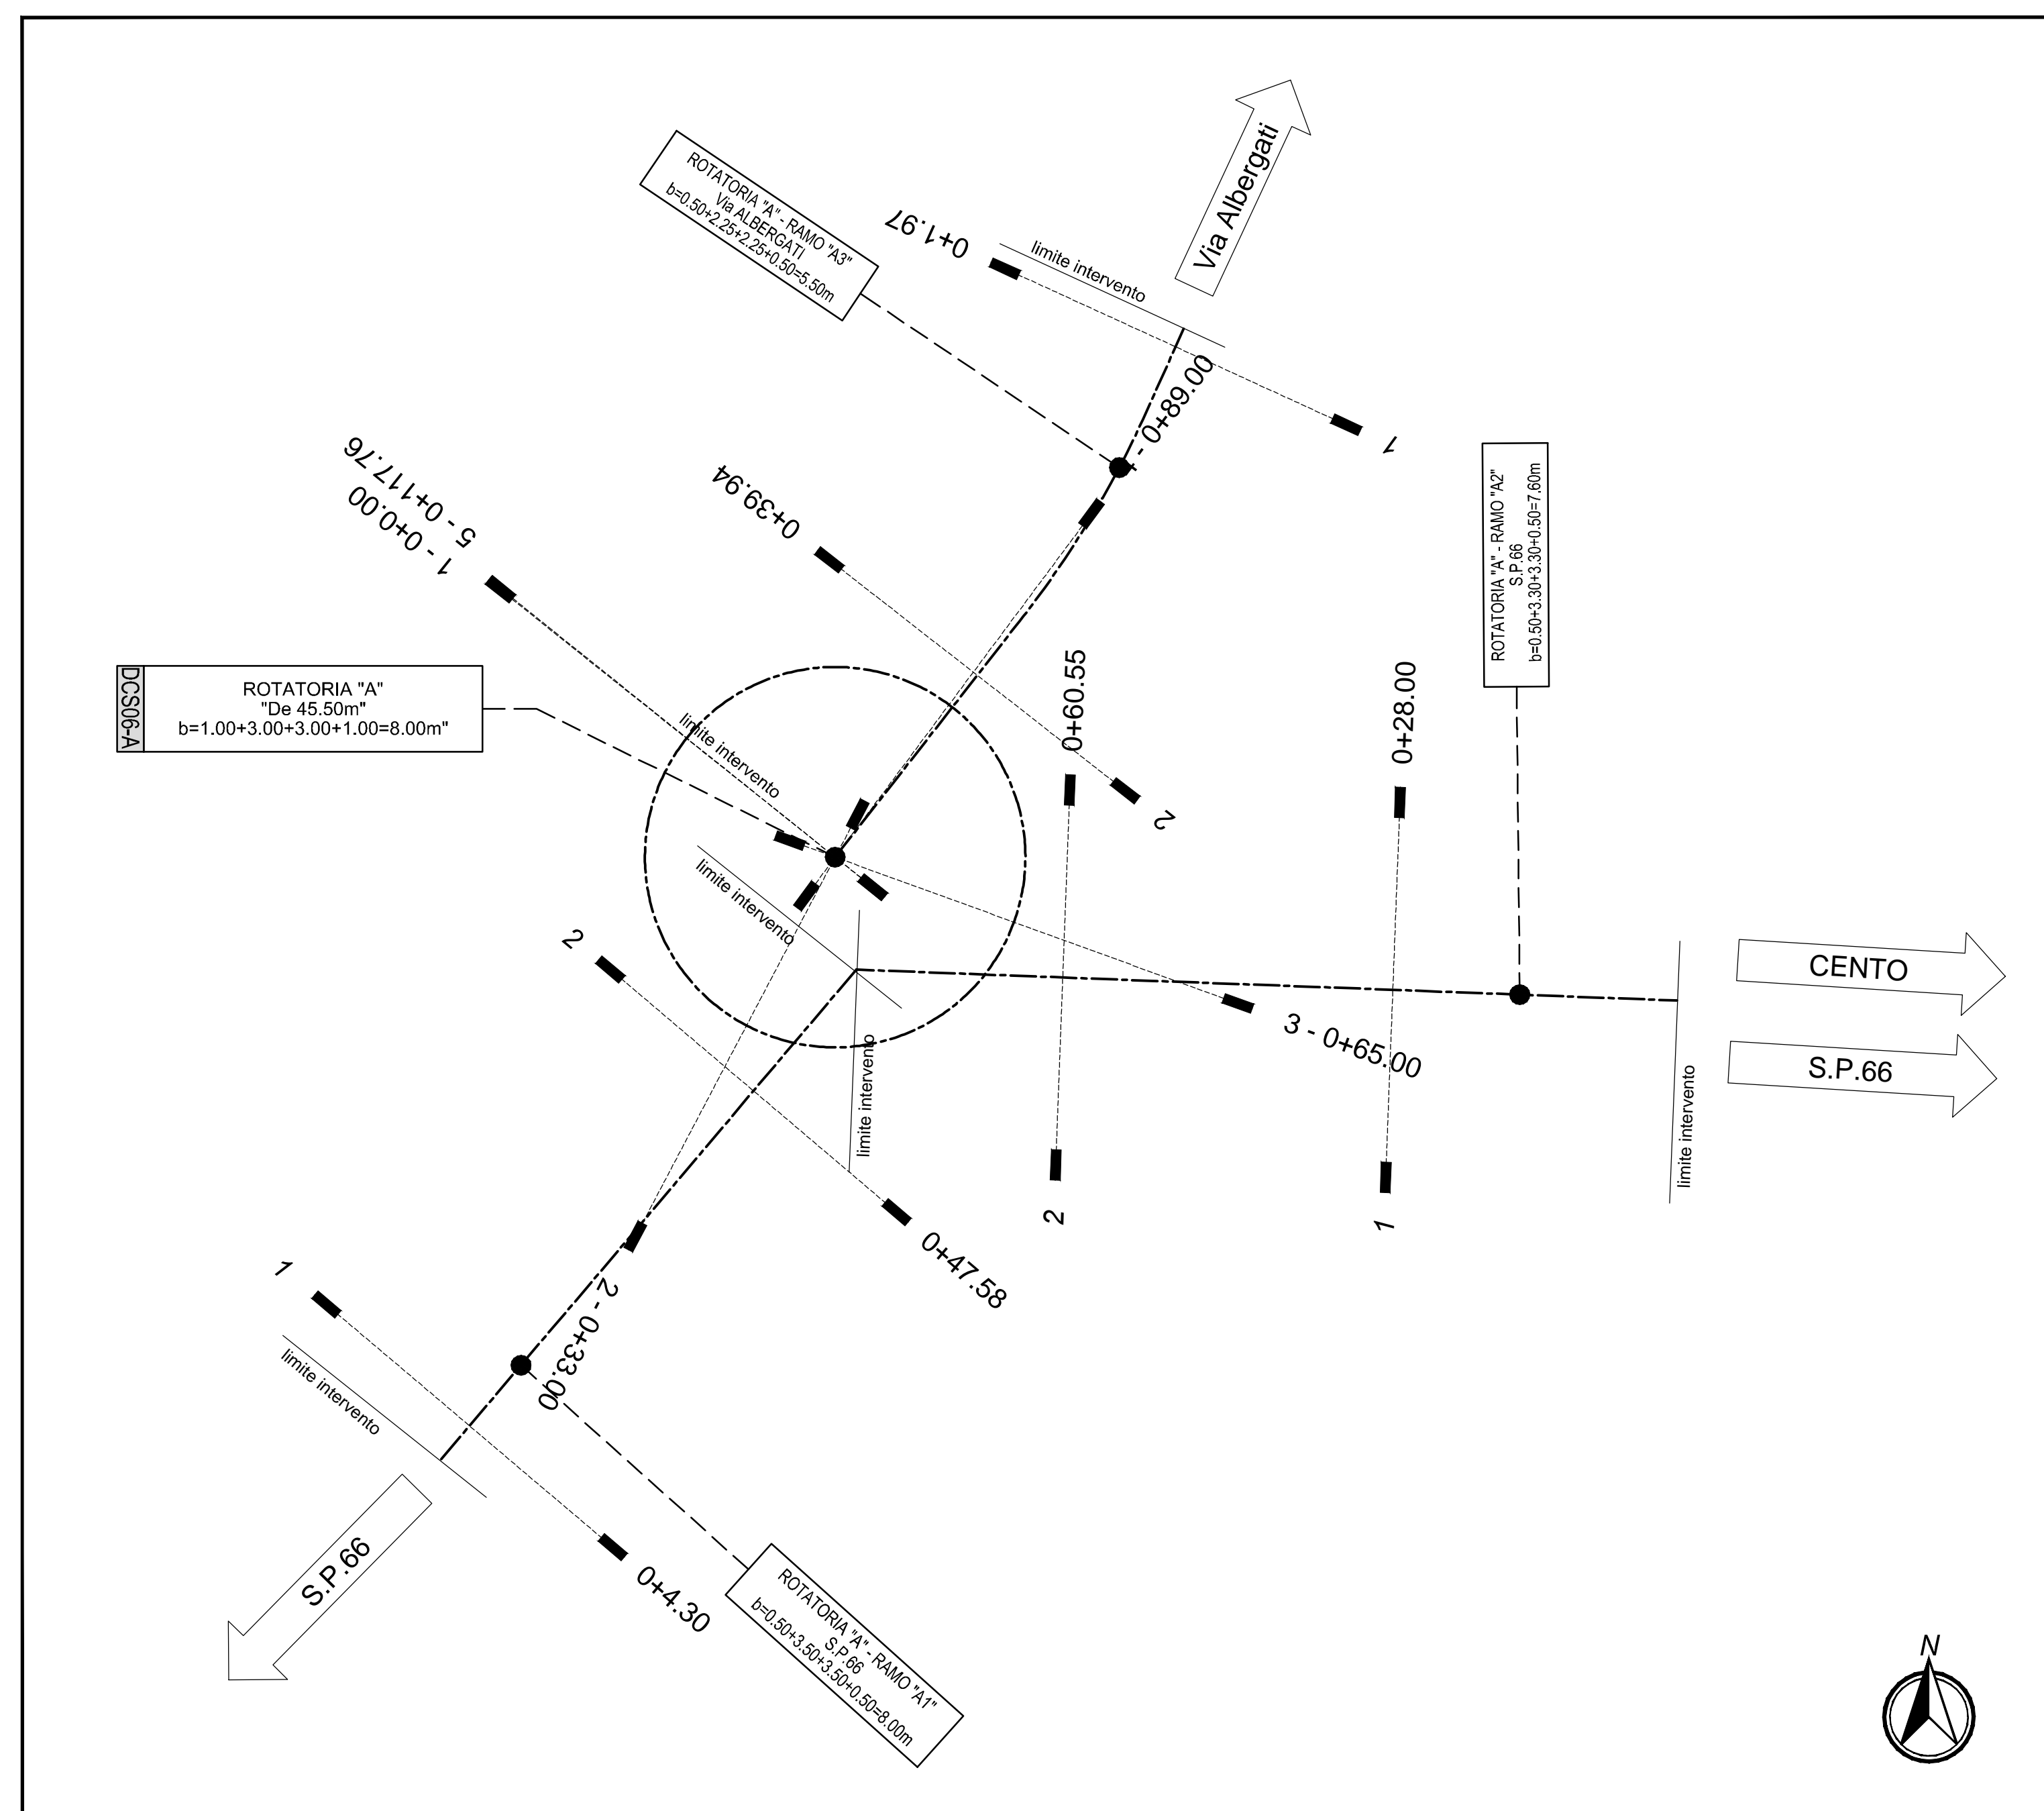 Via Albergati
ROTATORIA "A" - RAMO "A3"
Via ALBERGATI
b=0.50+2.25+2.25+0.50=5.50m
0+1.97
limite intervento
1
- 0+89.00
5 - 0+117.76
1 - 0+0.00
0+39.94
2
ROTATORIA "A" - RAMO "A2"
S.P.66
b=0.50+3.30+3.30+0.50=7.60m
DCS06-A
ROTATORIA "A"
"De 45.50m"
b=1.00+3.00+3.00+1.00=8.00m"
limite intervento
0+60.55
0+28.00
limite intervento
2
CENTO
3 - 0+65.00
S.P.66
limite intervento
limite intervento
2
1
0+47.58
1
2 - 0+33.00
limite intervento
S.P.66
0+4.30
ROTATORIA "A" - RAMO "A1"
S.P.66
b=0.50+3.50+3.50+0.50=8.00m
N